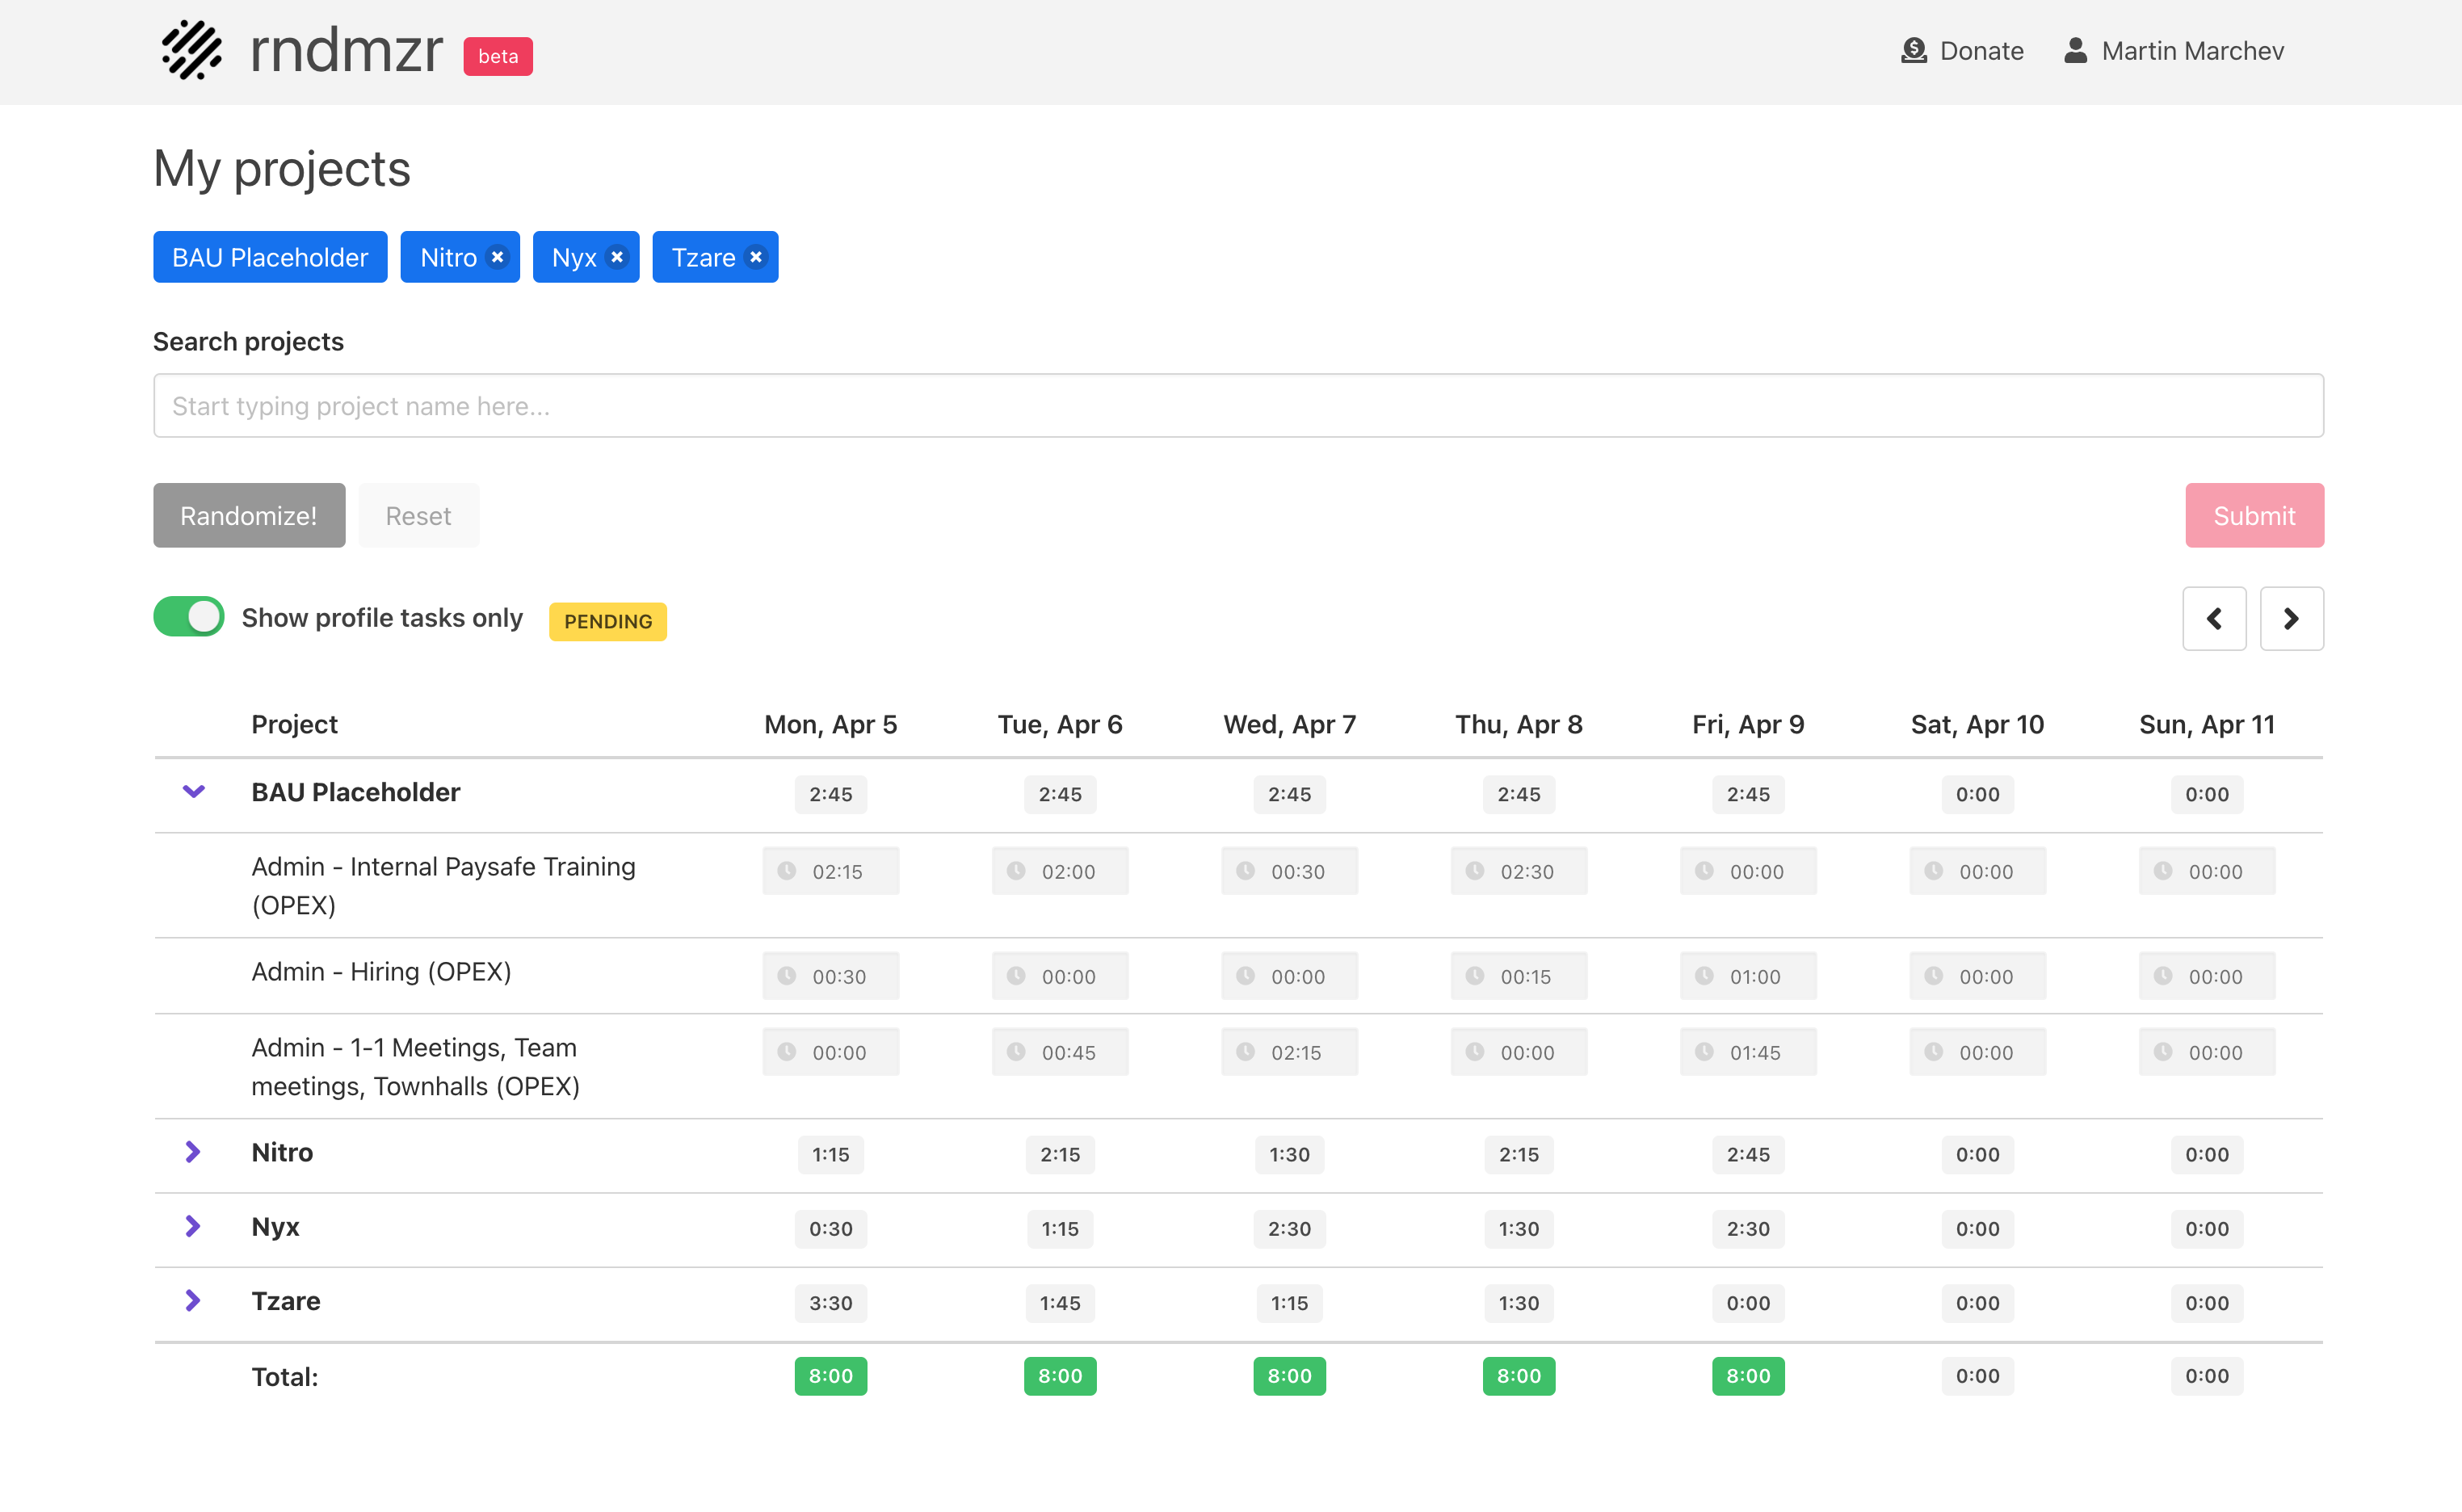 rndmzr beta Donate Martin Marchev
My projects
BAU Placeholder Nitro Nyx Tzare
Search projects
Start typing project name here...
Randomize! Reset Submit
Show profile tasks only PENDING
Project Mon, Apr 5 Tue, Apr 6 Wed, Apr 7 Thu, Apr 8 Fri, Apr 9 Sat, Apr 10 Sun, Apr 11
BAU Placeholder 2:45 2:45 2:45 2:45 2:45 0:00 0:00
Admin - Internal Paysafe Training 02:15 02:00 00:30 02:30 00:00 00:00 00:00
(OPEX)
Admin - Hiring (OPEX) 00:30 00:00 00:00 00:15 01:00 00:00 00:00
Admin - 1-1 Meetings, Team 00:00 00:45 02:15 00:00 01:45 00:00 00:00
meetings, Townhalls (OPEX)
Nitro 1:15 2:15 1:30 2:15 2:45 0:00 0:00
Nyx 0:30 1:15 2:30 1:30 2:30 0:00 0:00
Tzare 3:30 1:45 1:15 1:30 0:00 0:00 0:00
Total: 8:00 8:00 8:00 8:00 8:00 0:00 0:00